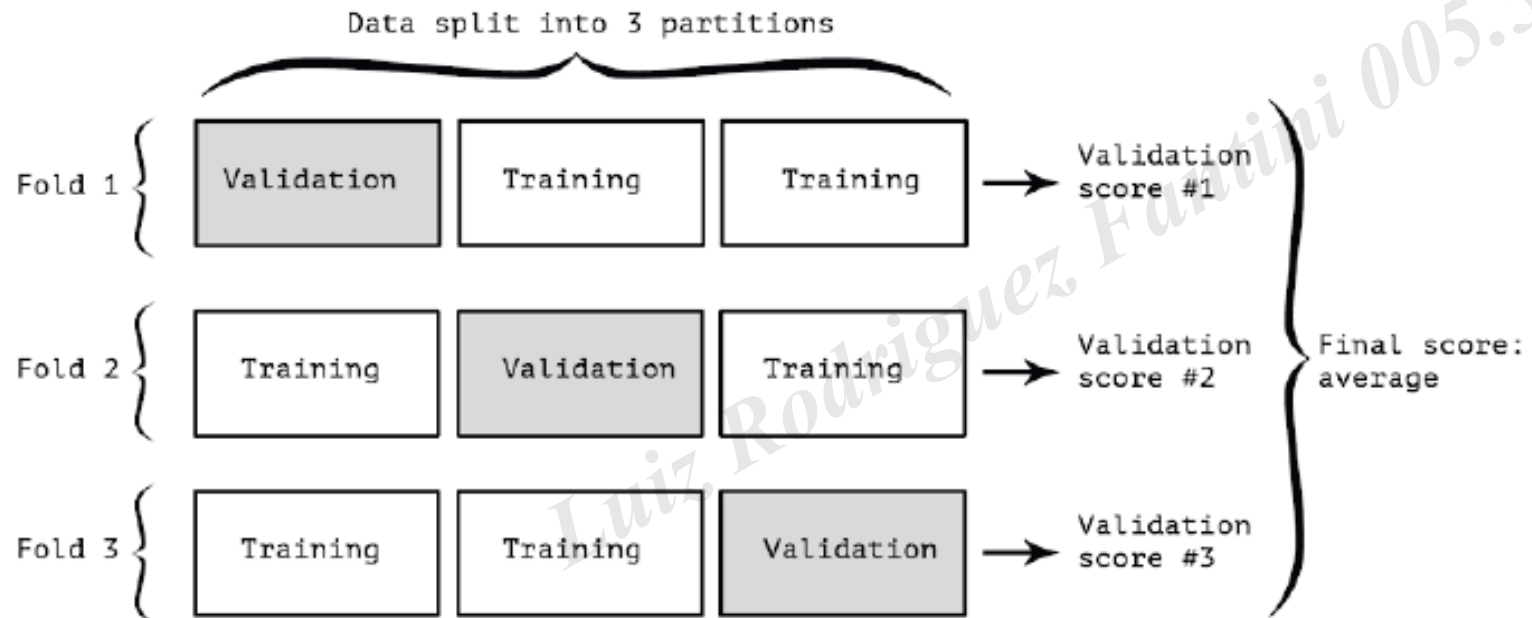 Data split into 3 partitions
Fold 1
Validation
Training
Training
Validation
score #1
Fold 2
Training
Validation
Training
Validation
score #2
Final score:
average
Fold 3
Training
Training
Validation
Validation
score #3
Luiz Rodriguez Fantini 005.